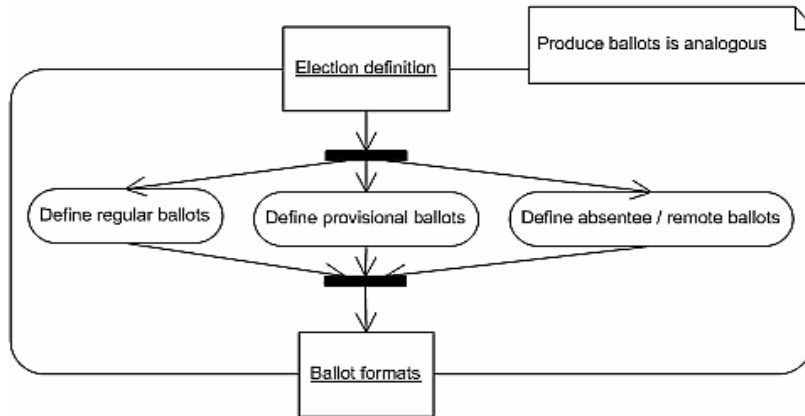 Produce ballots is analogous
Election definition
Define regular ballots
Define provisional ballots
Define absentee / remote ballots
Ballot formats